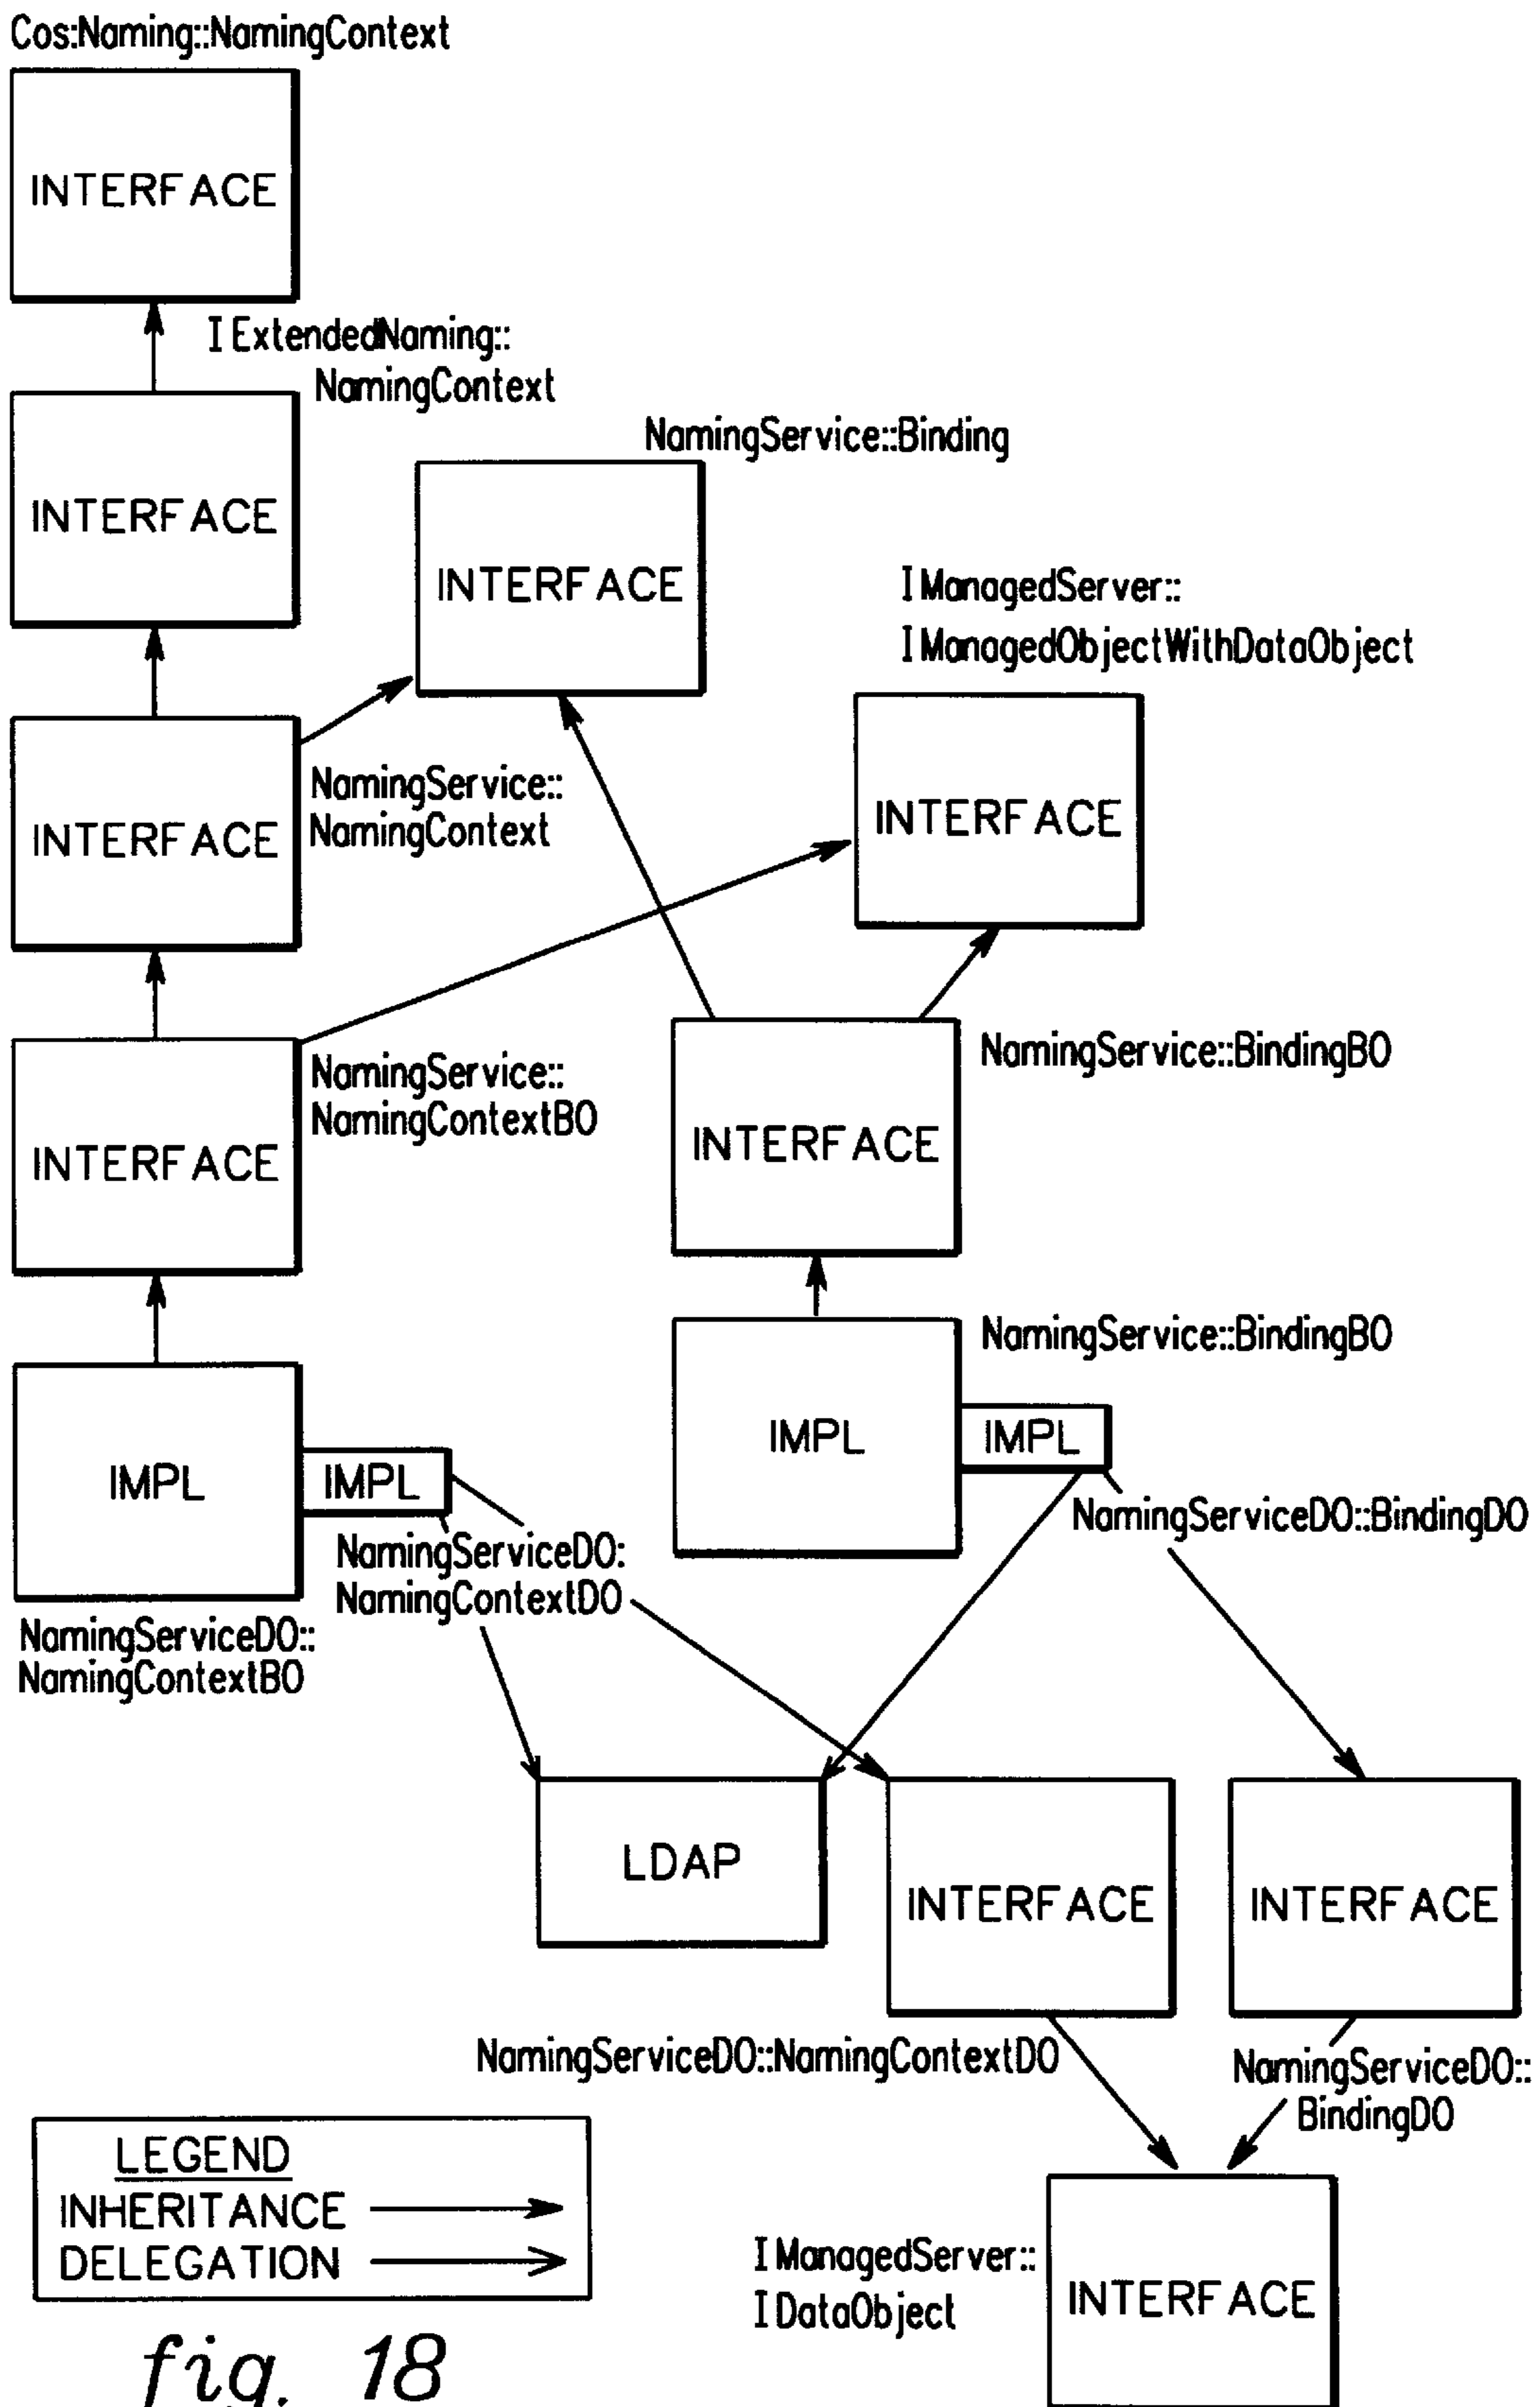 Cos:Naming::NamingContext
INTERFACE
I ExtendedNaming::
NamingContext
INTERFACE
NamingService::Binding
INTERFACE
I ManagedServer::
I ManagedObjectWithDataObject
INTERFACE
NamingService::
NamingContext
INTERFACE
NamingService::
NamingContextBO
INTERFACE
NamingService::BindingBO
INTERFACE
NamingService::BindingBO
IMPL
IMPL
NamingServiceDO::BindingDO
IMPL
IMPL
NamingServiceDO:
NamingContextDO
NamingServiceDO::
NamingContextBO
LDAP
INTERFACE
INTERFACE
NamingServiceDO::NamingContextDO
NamingServiceDO::
BindingDO
LEGEND
INHERITANCE
DELEGATION
I ManagedServer::
I DataObject
INTERFACE
fig. 18